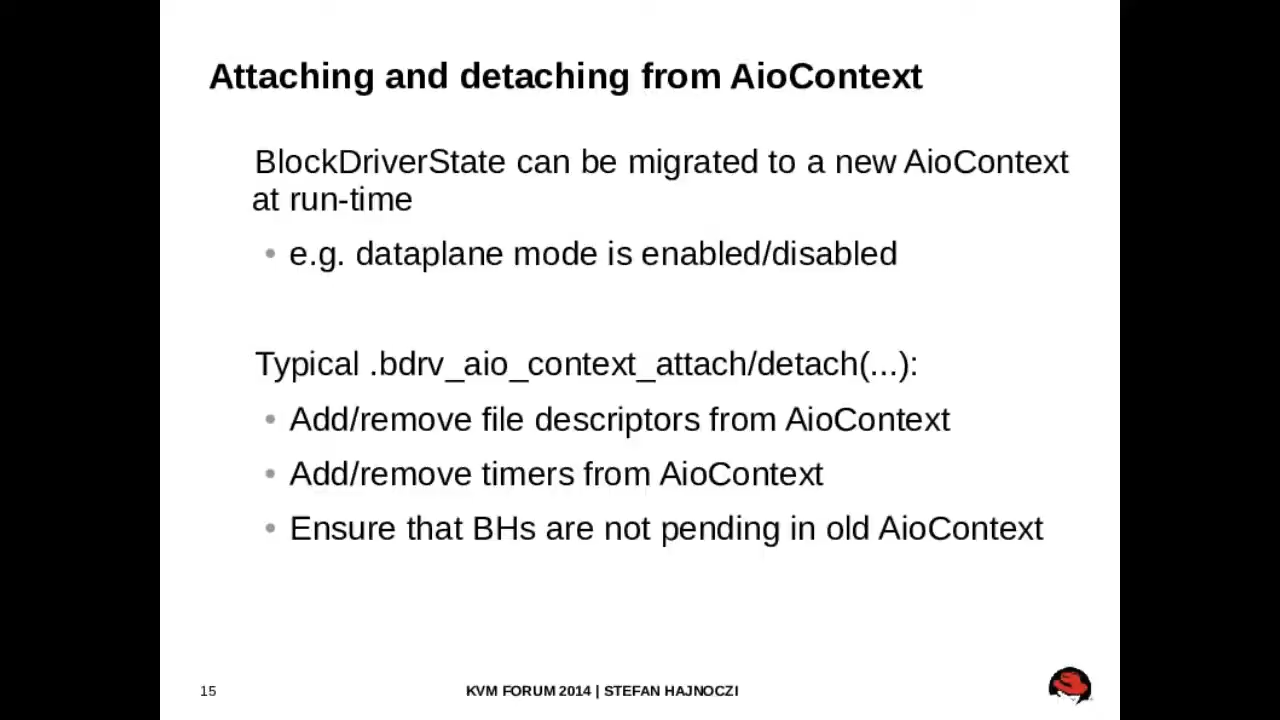 Attaching and detaching from AioContext
BlockDriverState can be migrated to a new AioContext
at run-time
• e.g. dataplane mode is enabled/disabled
Typical .bdrv_aio_context_attach/detach(...):
• Add/remove file descriptors from AioContext
• Add/remove timers from AioContext
• Ensure that BHs are not pending in old AioContext
15 KVM FORUM 2014 | STEFAN HAJNOCZI